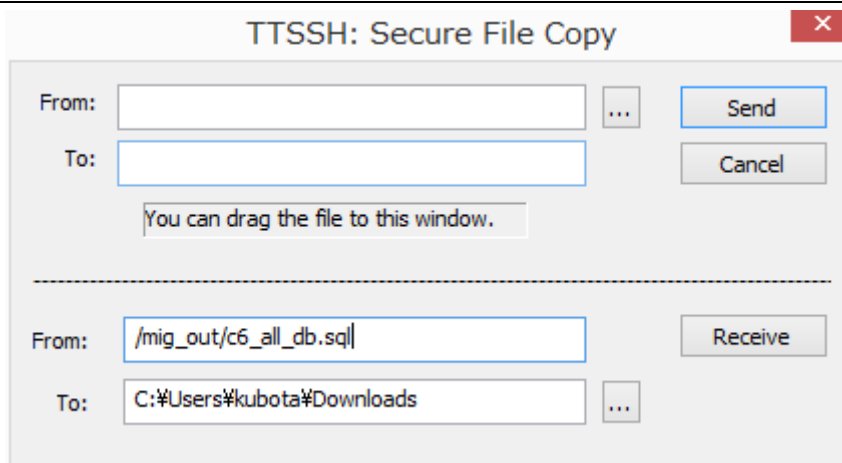 TTSSH: Secure File Copy
From:
...
Send
To:
Cancel
You can drag the file to this window.
From:
/mig_out/c6_all_db.sql
Receive
To:
C:¥Users¥kubota¥Downloads
...